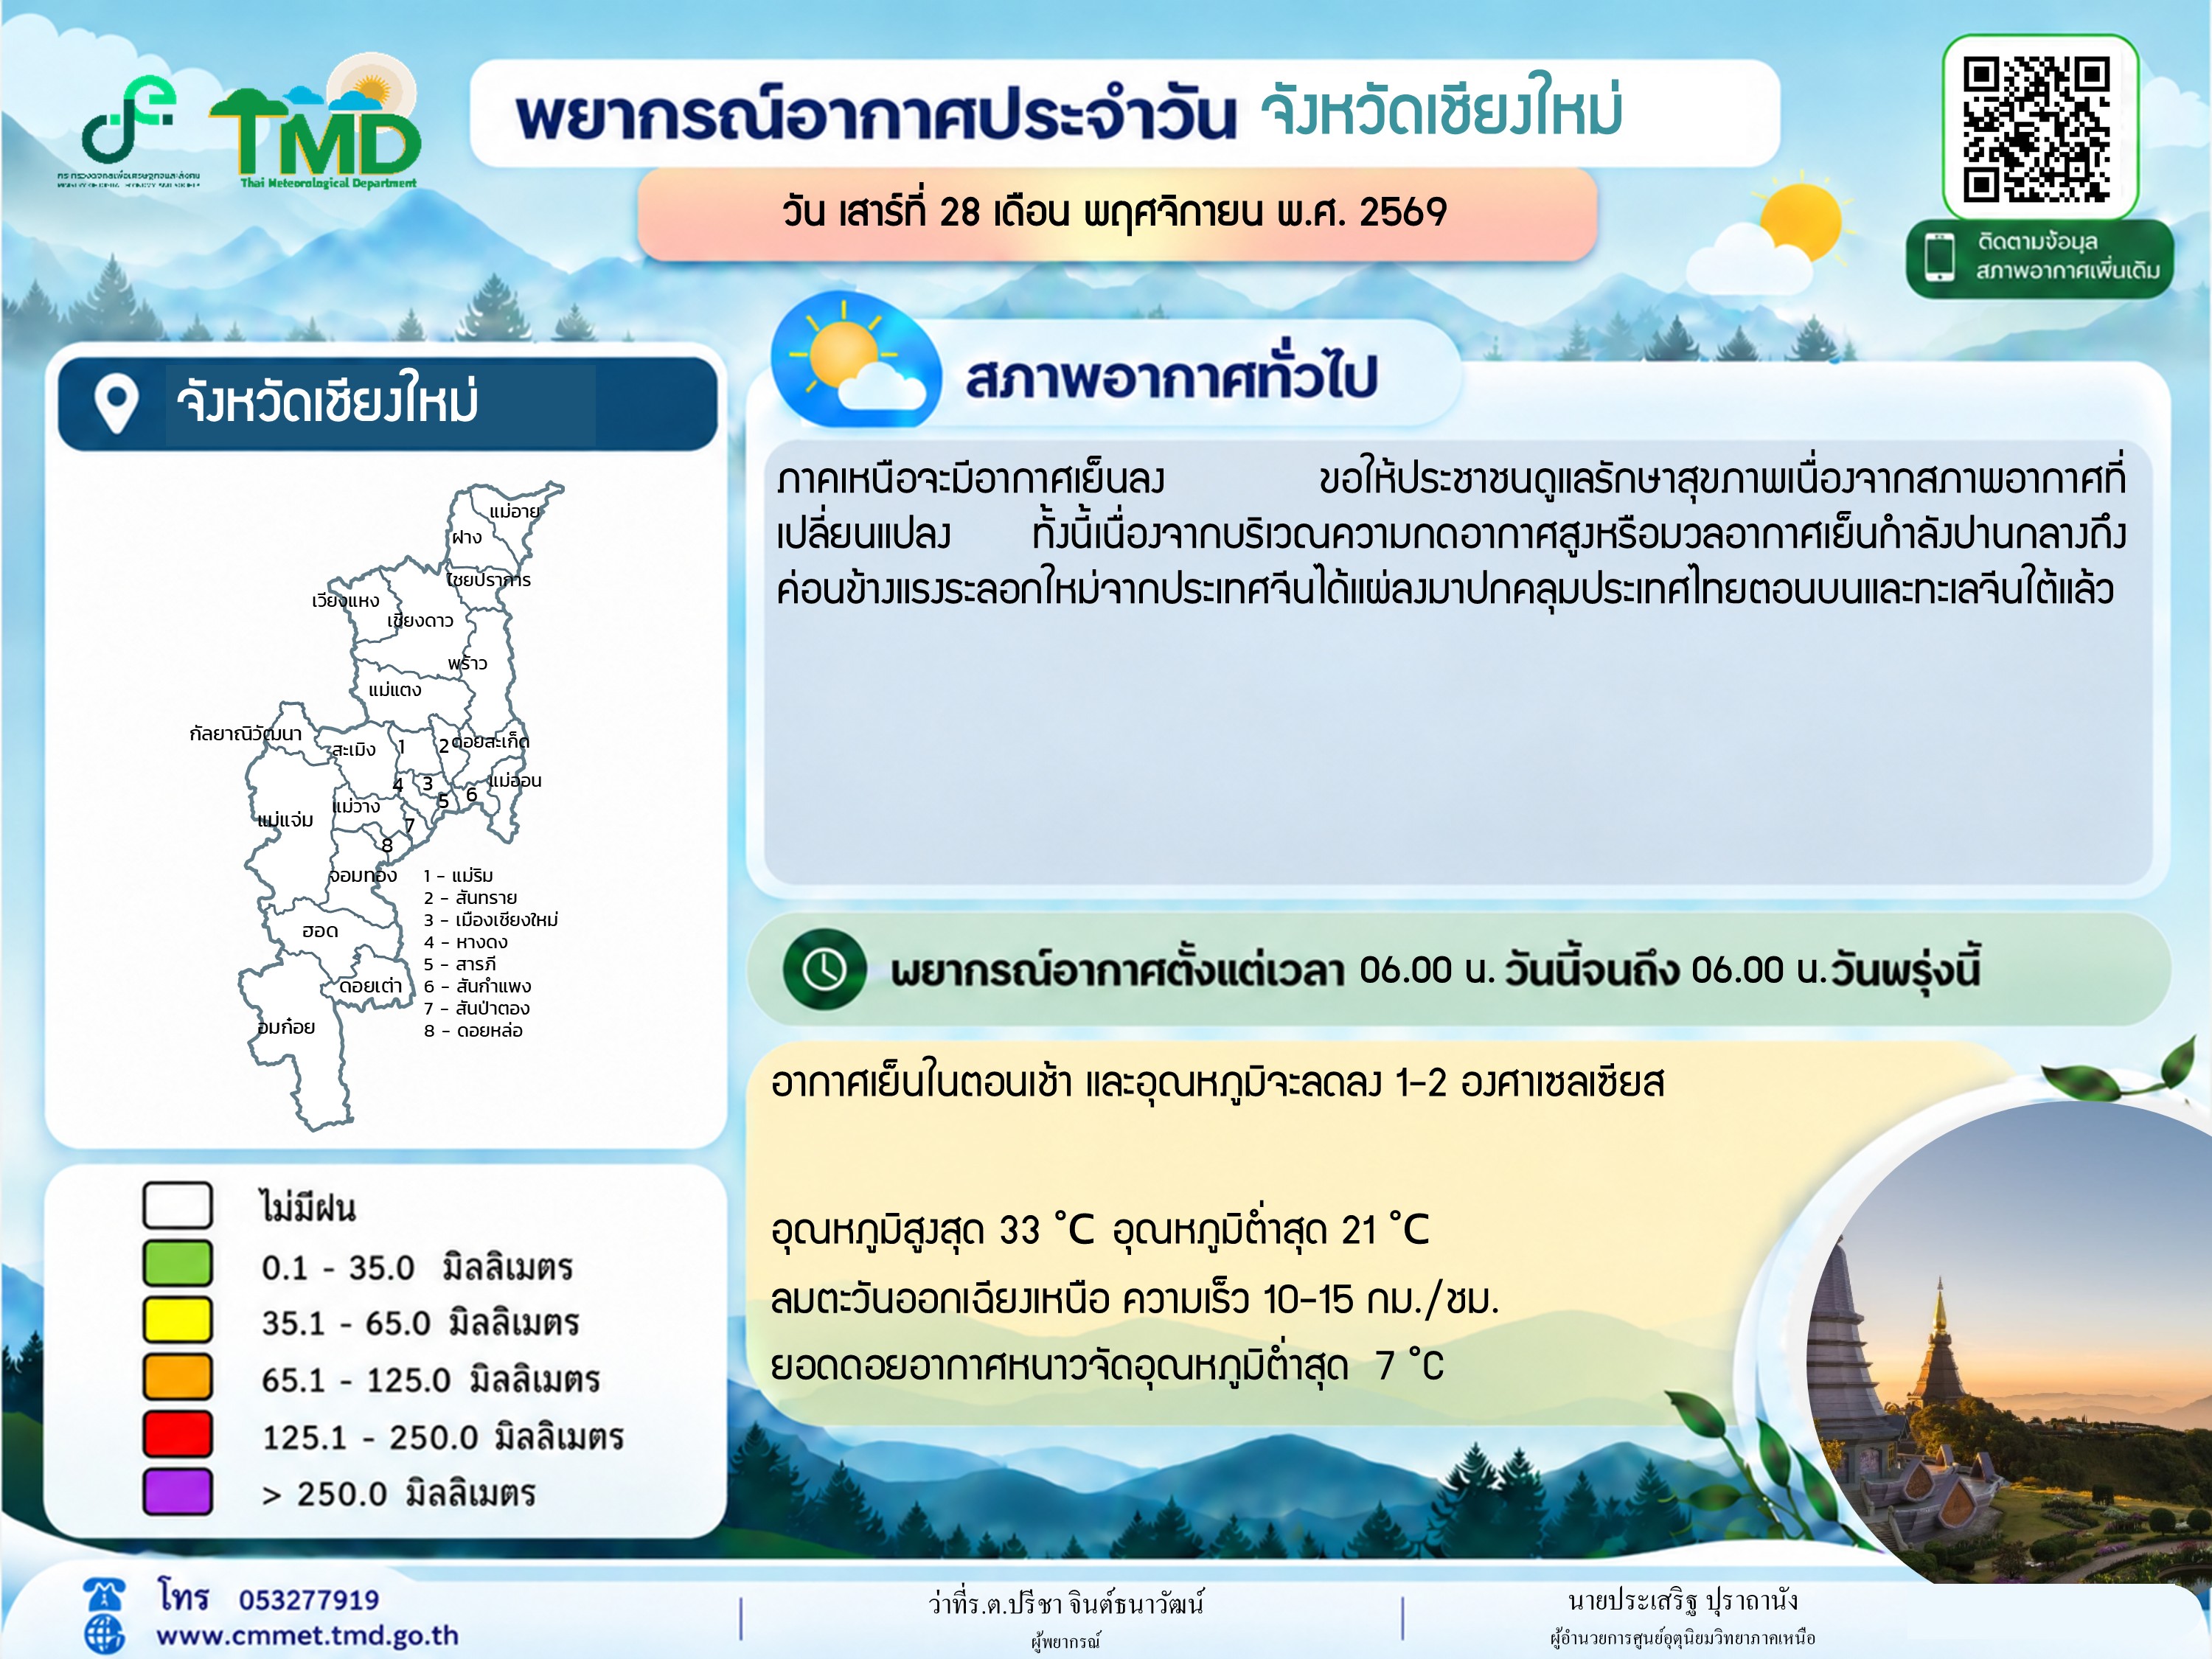 de
กระทรวงดิจิทัลเพื่อเศรษฐกิจและสังคม
MINISTRY OF DIGITAL ECONOMY AND SOCIETY
TMD
Thai Meteorological Department
พยากรณ์อากาศประจำวัน จังหวัดเชียงใหม่
วัน เสาร์ที่ 28 เดือน พฤศจิกายน พ.ศ. 2569
ติดตามข้อมูล
สภาพอากาศเพิ่มเติม
จังหวัดเชียงใหม่
แม่อาย
ฝาง
ไชยปราการ
เวียงแหง
เชียงดาว
พร้าว
แม่แตง
กัลยาณิวัฒนา
สะเมิง
1
2
ดอยสะเก็ด
4
3
แม่ออน
5
6
แม่วาง
แม่แจ่ม
7
8
จอมทอง
ฮอด
ดอยเต่า
อมก๋อย
1 - แม่ริม
2 - สันทราย
3 - เมืองเชียงใหม่
4 - หางดง
5 - สารภี
6 - สันกำแพง
7 - สันป่าตอง
8 - ดอยหล่อ
ไม่มีฝน
0.1 - 35.0 มิลลิเมตร
35.1 - 65.0 มิลลิเมตร
65.1 - 125.0 มิลลิเมตร
125.1 - 250.0 มิลลิเมตร
> 250.0 มิลลิเมตร
สภาพอากาศทั่วไป
ภาคเหนือจะมีอากาศเย็นลง ขอให้ประชาชนดูแลรักษาสุขภาพเนื่องจากสภาพอากาศที่
เปลี่ยนแปลง ทั้งนี้เนื่องจากบริเวณความกดอากาศสูงหรือมวลอากาศเย็นกำลังปานกลางถึง
ค่อนข้างแรงระลอกใหม่จากประเทศจีนได้แผ่ลงมาปกคลุมประเทศไทยตอนบนและทะเลจีนใต้แล้ว
พยากรณ์อากาศตั้งแต่เวลา 06.00 น. วันนี้จนถึง 06.00 น. วันพรุ่งนี้
อากาศเย็นในตอนเช้า และอุณหภูมิจะลดลง 1-2 องศาเซลเซียส
อุณหภูมิสูงสุด 33 °C อุณหภูมิต่ำสุด 21 °C
ลมตะวันออกเฉียงเหนือ ความเร็ว 10-15 กม./ชม.
ยอดดอยอากาศหนาวจัดอุณหภูมิต่ำสุด 7 °C
โทร 053277919
www.cmmet.tmd.go.th
ว่าที่ร.ต.ปรีชา จินต์ธนาวัฒน์
ผู้พยากรณ์
นายประเสริฐ ปุราถานัง
ผู้อำนวยการศูนย์อุตุนิยมวิทยาภาคเหนือ